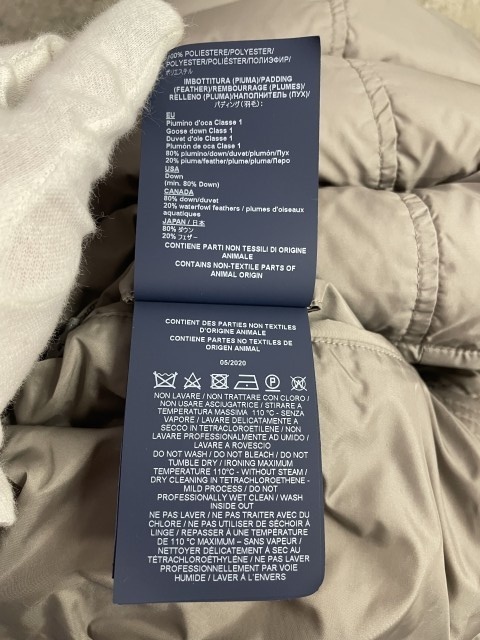 100% POLIESTERE/POLYESTER/
POLYESTER/POLIÉSTER/ПОЛИЭФИР/
ポリエステル
IMBOTTITURA (PIUMA)/PADDING
(FEATHER)/REMBOURRAGE (PLUMES)/
RELLENO (PLUMA)/НАПОЛНИТЕЛЬ (ПУХ)/
パディング(羽毛):
EU
Piumino d'oca Classe 1
Goose down Class 1
Duvet d'oie Classe 1
Plumón de oca Clase 1
80% piumino/down/duvet/plumón/Пух
20% piuma/feather/plume/pluma/Перо
USA
Down
(min. 80% Down)
CANADA
80% down/duvet
20% waterfowl feathers / plumes d'oiseaux
aquatiques
JAPAN / 日本
80% ダウン
20% フェザー
CONTIENE PARTI NON TESSILI DI ORIGINE
ANIMALE
CONTAINS NON-TEXTILE PARTS OF
ANIMAL ORIGIN
CONTIENT DES PARTIES NON TEXTILES
D'ORIGINE ANIMALE
CONTIENE PARTES NO TEXTILES DE
ORIGEN ANIMAL
05/2020
NON LAVARE / NON TRATTARE CON CLORO /
NON USARE ASCIUGATRICE / STIRARE A
TEMPERATURA MASSIMA 110 °C - SENZA
VAPORE / LAVARE DELICATAMENTE A
SECCO IN TETRACLOROETILENE / NON
LAVARE PROFESSIONALMENTE AD UMIDO /
LAVARE A ROVESCIO
DO NOT WASH / DO NOT BLEACH / DO NOT
TUMBLE DRY / IRONING MAXIMUM
TEMPERATURE 110°C - WITHOUT STEAM /
DRY CLEANING IN TETRACHLOROETHENE -
MILD PROCESS / DO NOT
PROFESSIONALLY WET CLEAN / WASH
INSIDE OUT
NE PAS LAVER / NE PAS TRAITER AVEC DU
CHLORE / NE PAS UTILISER DE SÉCHOIR À
LINGE / REPASSER À UNE TEMPÉRATURE
DE 110 °C MAXIMUM – SANS VAPEUR /
NETTOYER DÉLICATEMENT À SEC AU
TÉTRACHLOROÉTHYLÈNE / NE PAS LAVER
PROFESSIONNELLEMENT PAR VOIE
HUMIDE / LAVER À L'ENVERS